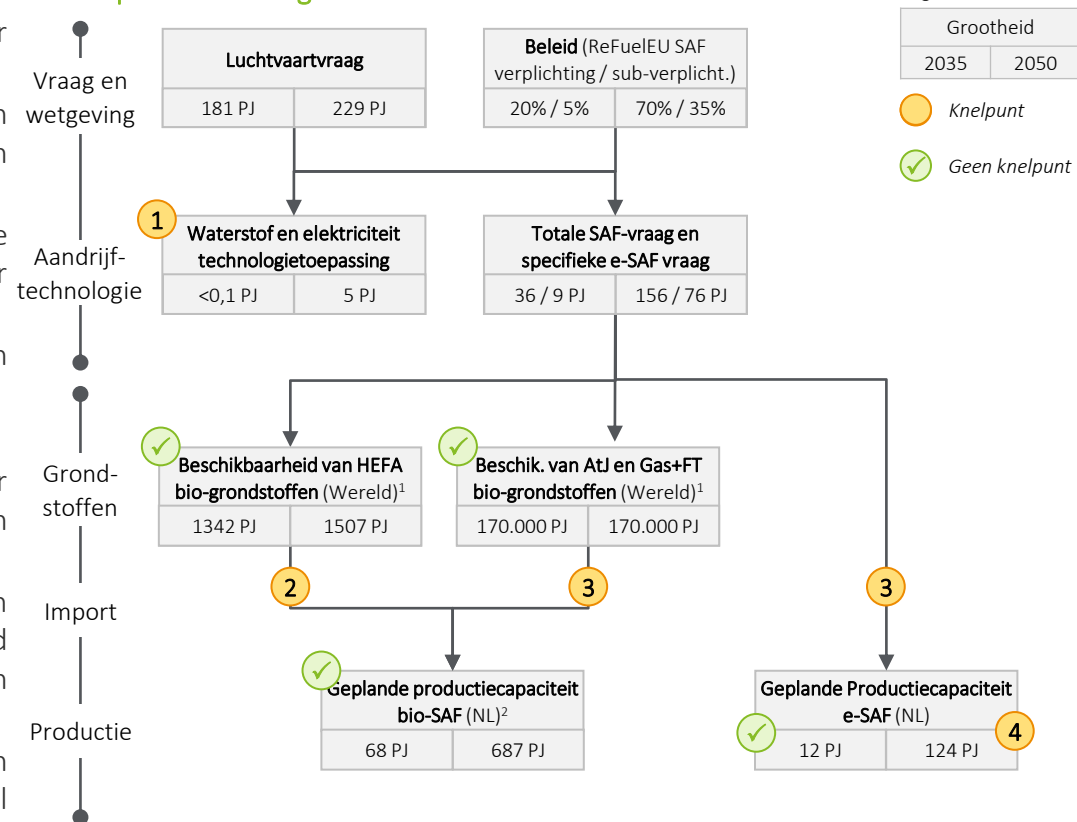 Grootheid
2035 2050
Knelpunt
Geen knelpunt
Vraag en
wetgeving
Luchtvaartvraag
181 PJ 229 PJ
Beleid (ReFuelEU SAF
verplichting / sub-verplicht.)
20% / 5% 70% / 35%
Aandrijf-
technologie
1
Waterstof en elektriciteit
technologietoepassing
<0,1 PJ 5 PJ
Totale SAF-vraag en
specifieke e-SAF vraag
36 / 9 PJ 156 / 76 PJ
Grond-
stoffen
Beschikbaarheid van HEFA
bio-grondstoffen (Wereld)1
1342 PJ 1507 PJ
Beschik. van AtJ en Gas+FT
bio-grondstoffen (Wereld)1
170.000 PJ 170.000 PJ
Import
2
3
3
Productie
Geplande productiecapaciteit
bio-SAF (NL)2
68 PJ 687 PJ
Geplande Productiecapaciteit
e-SAF (NL)
12 PJ 124 PJ
4